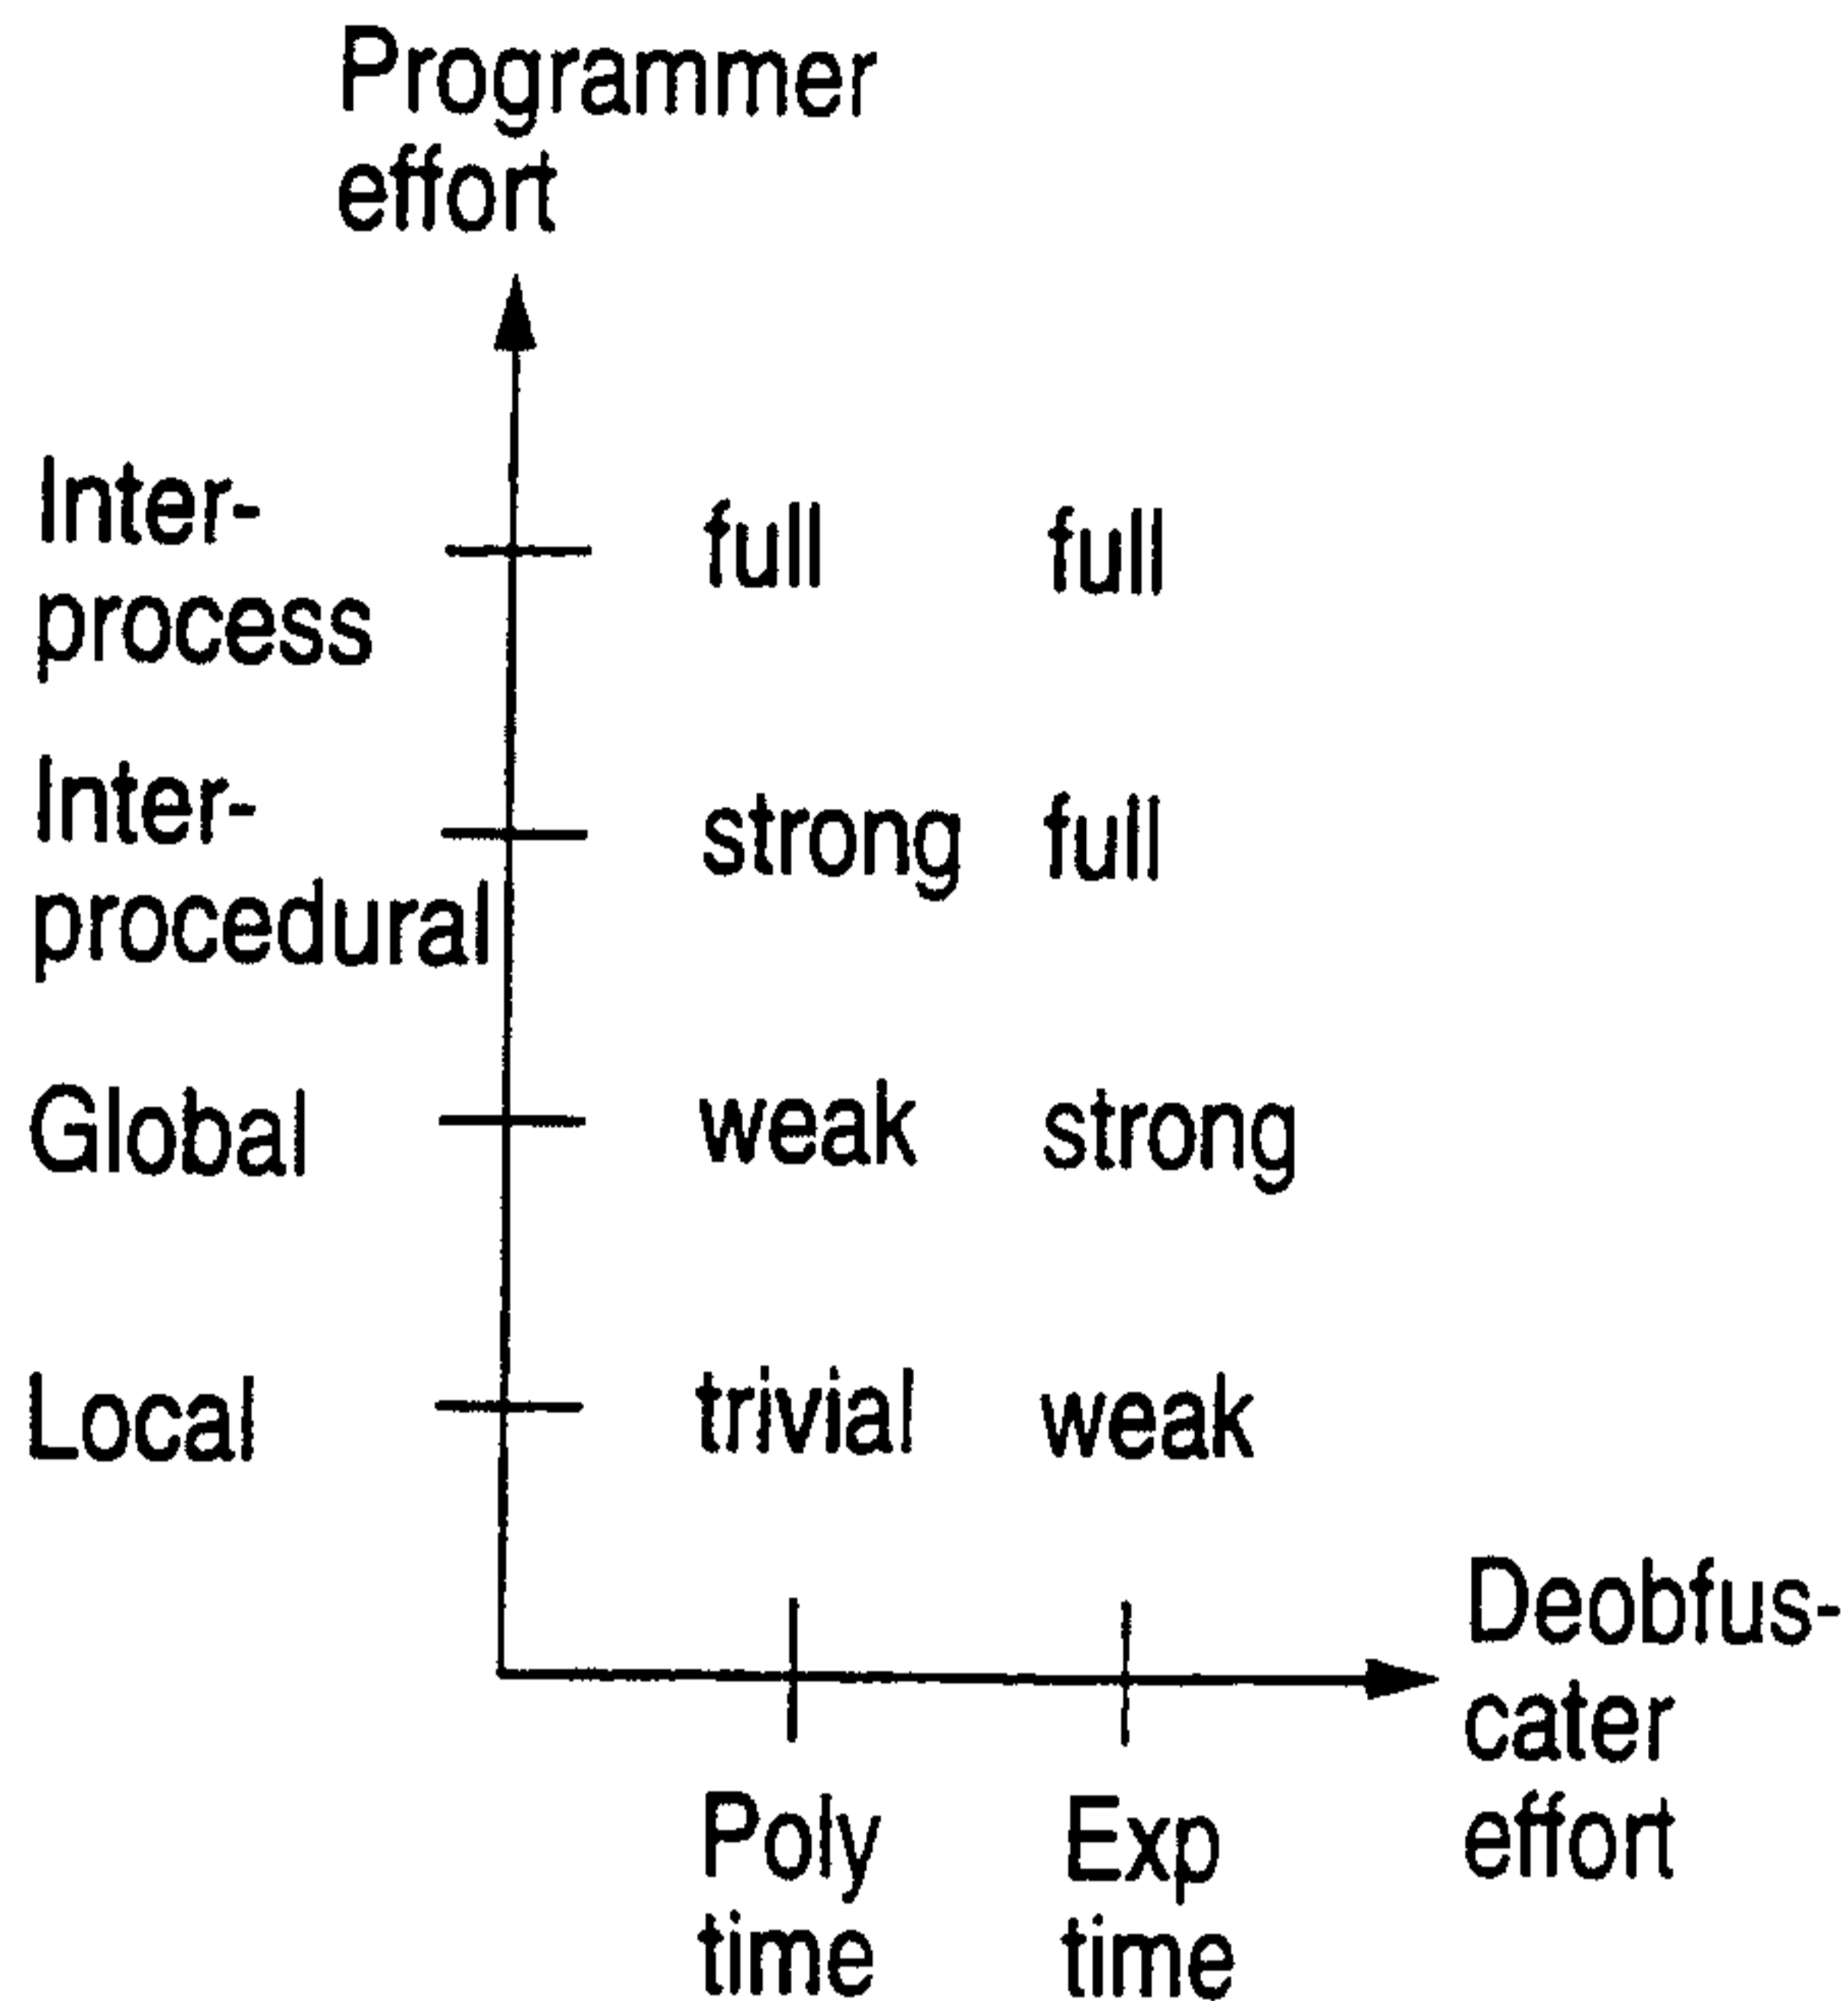 Programmer
effort
Inter-
process
full full
Inter-
procedural
strong full
Global weak strong
Local trivial weak
Deobfus-
cater
effort
Poly
time
Exp
time